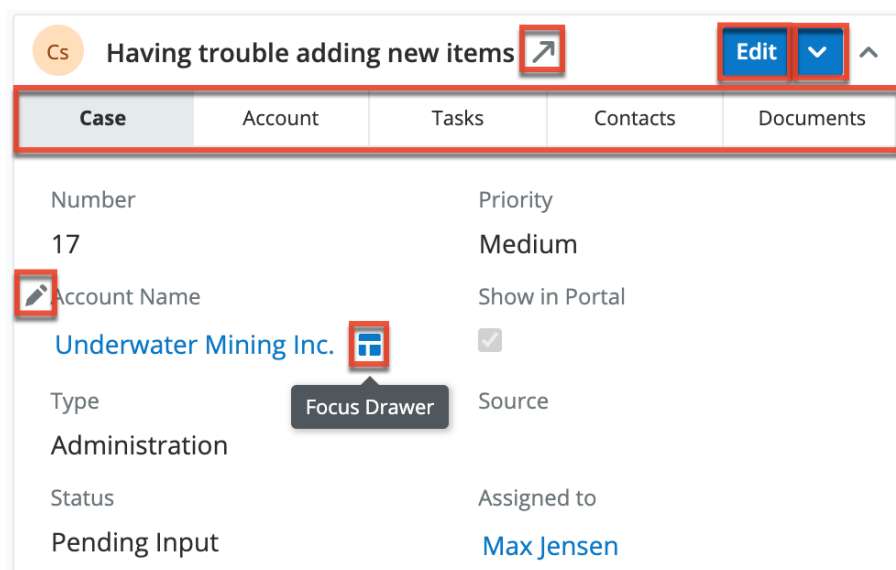 Cs Having trouble adding new items Edit
Case Account Tasks Contacts Documents
Number Priority
17 Medium
Account Name Show in Portal
Underwater Mining Inc.
Focus Drawer
Type Source
Administration
Status Assigned to
Pending Input Max Jensen